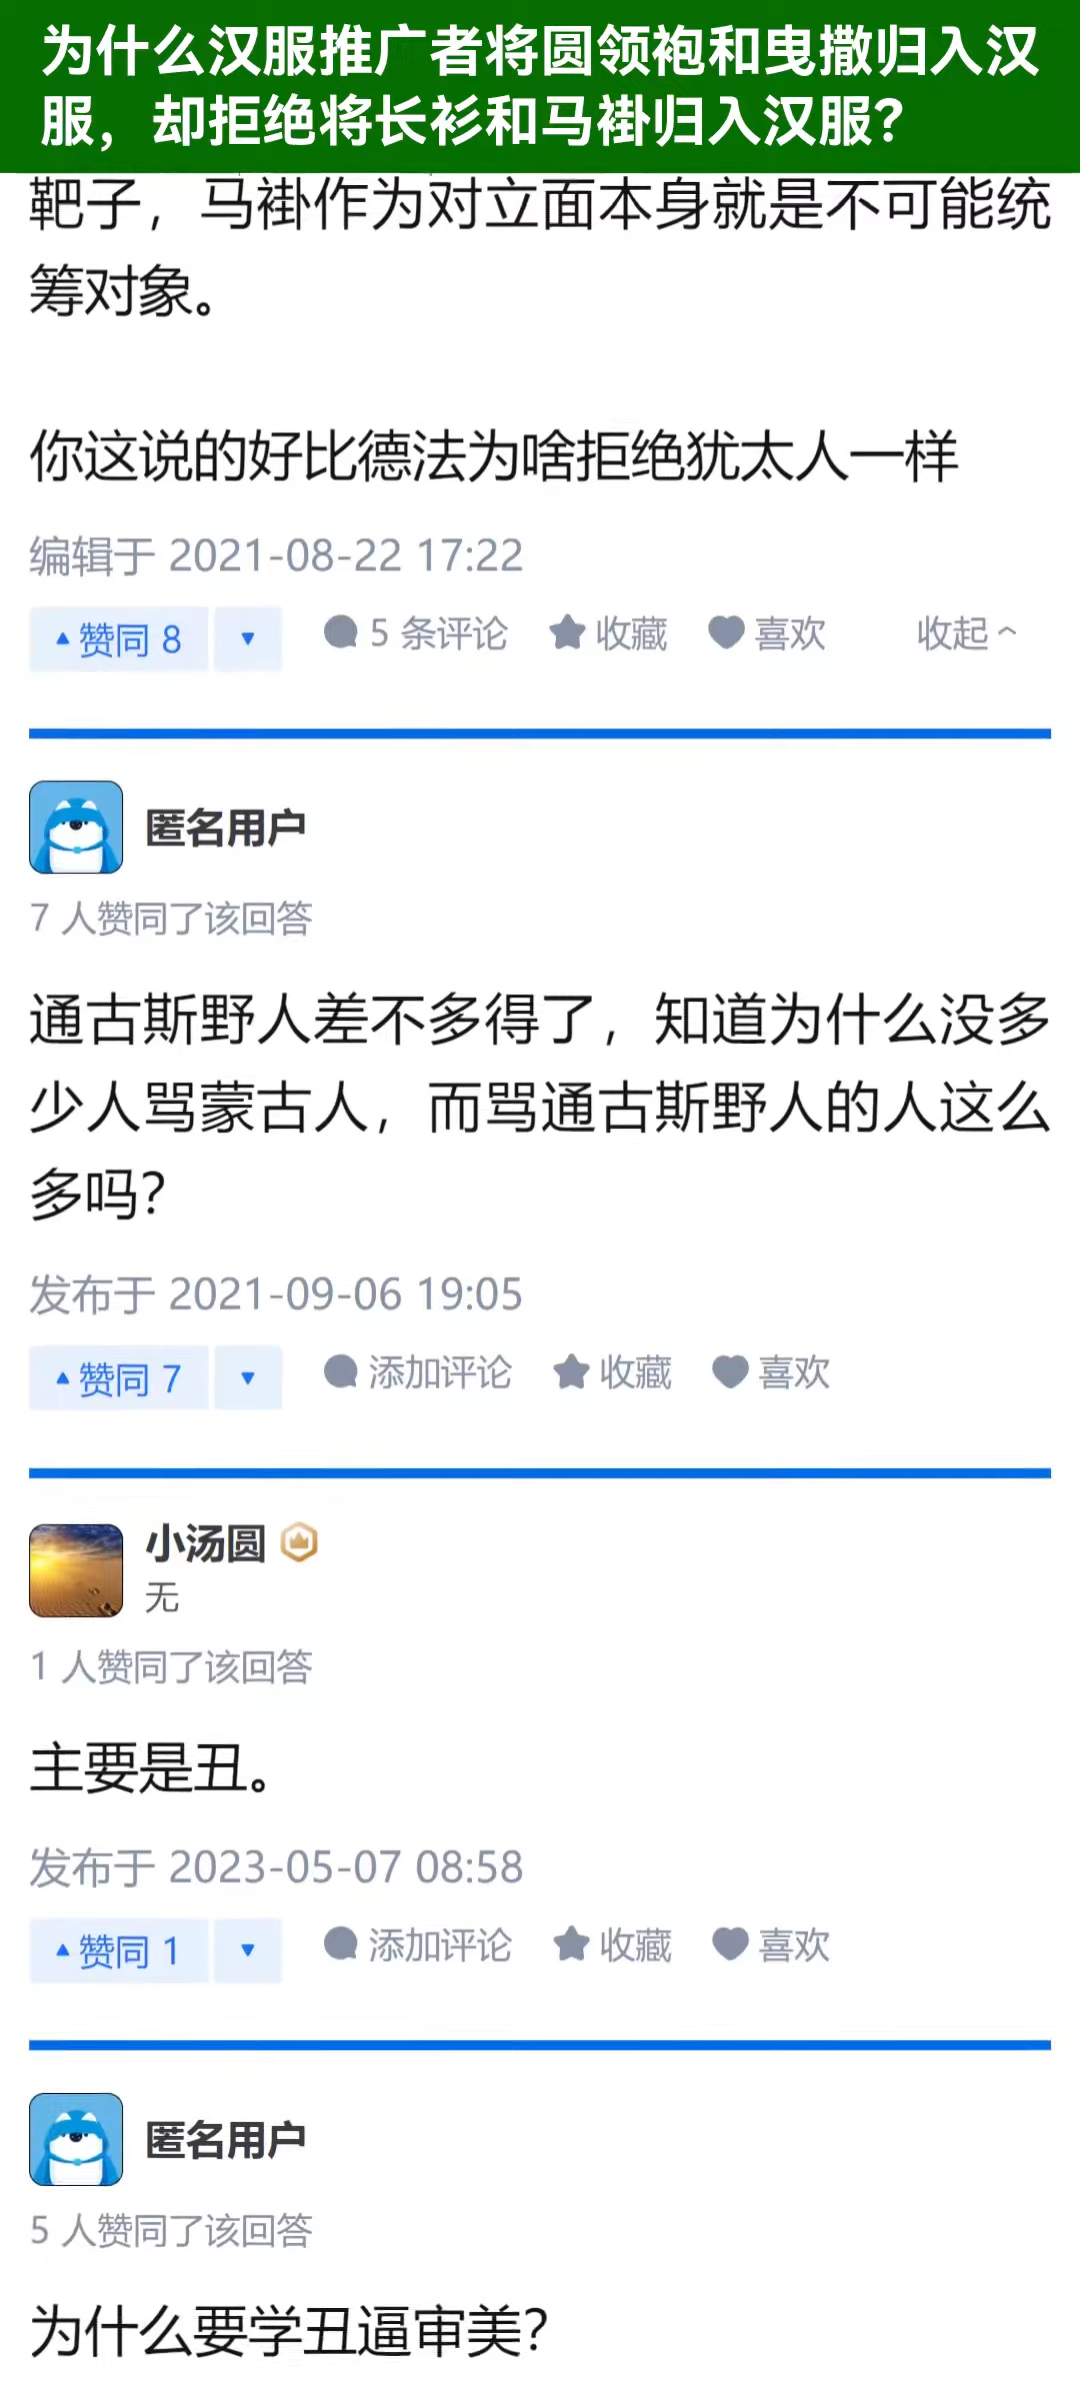 为什么汉服推广者将圆领袍和曳撒归入汉
服，却拒绝将长衫和马褂归入汉服？
靶子，马褂作为对立面本身就是不可能统
筹对象。
你这说的好比德法为啥拒绝犹太人一样
编辑于 2021-08-22 17:22
赞同 8
5 条评论
收藏
喜欢
收起
匿名用户
7 人赞同了该回答
通古斯野人差不多得了，知道为什么没多
少人骂蒙古人，而骂通古斯野人的人这么
多吗？
发布于 2021-09-06 19:05
赞同 7
添加评论
收藏
喜欢
小汤圆
无
1 人赞同了该回答
主要是丑。
发布于 2023-05-07 08:58
赞同 1
添加评论
收藏
喜欢
匿名用户
5 人赞同了该回答
为什么要学丑逼审美？